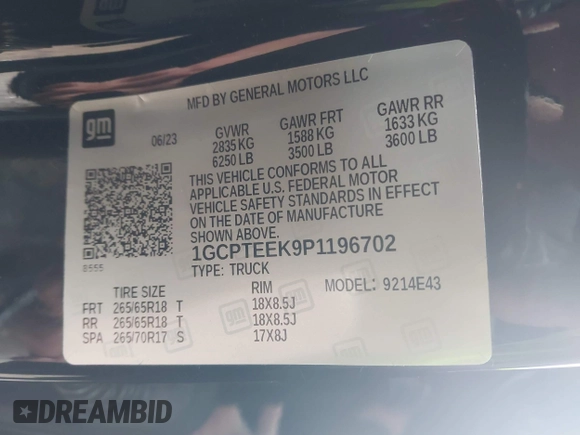 MFD BY GENERAL MOTORS LLC
gm
06/23
GVWR GAWR FRT GAWR RR
2835 KG 1588 KG 1633 KG
6250 LB 3500 LB 3600 LB
THIS VEHICLE CONFORMS TO ALL
APPLICABLE U.S. FEDERAL MOTOR
VEHICLE SAFETY STANDARDS IN EFFECT
ON THE DATE OF MANUFACTURE
SHOWN ABOVE.
8555
1GCPTEEK9P1196702
TYPE: TRUCK
TIRE SIZE RIM MODEL: 9214E43
FRT 265/65R18 T 18X8.5J
RR 265/65R18 T 18X8.5J
SPA 265/70R17 S 17X8J
DREAMBID